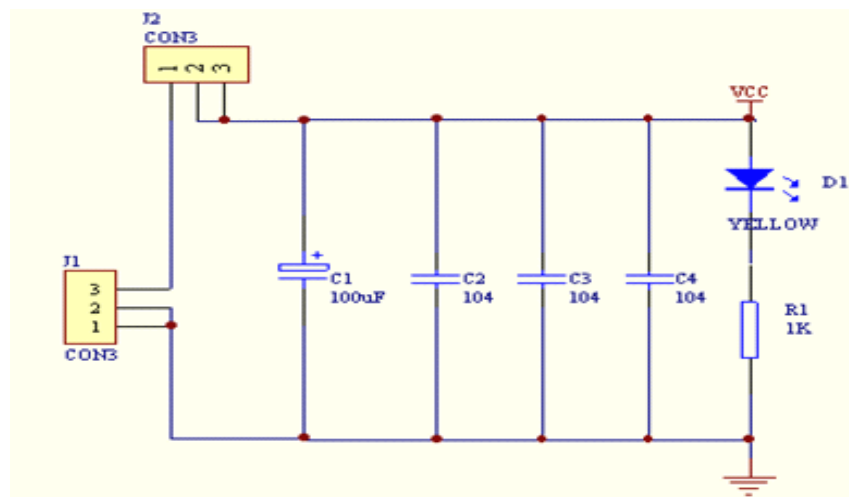 J2
CON3
1 2 3
VCC
D1
YELLOW
J1
3
2
1
CON3
C1
100uF
C2
104
C3
104
C4
104
R1
1K
+